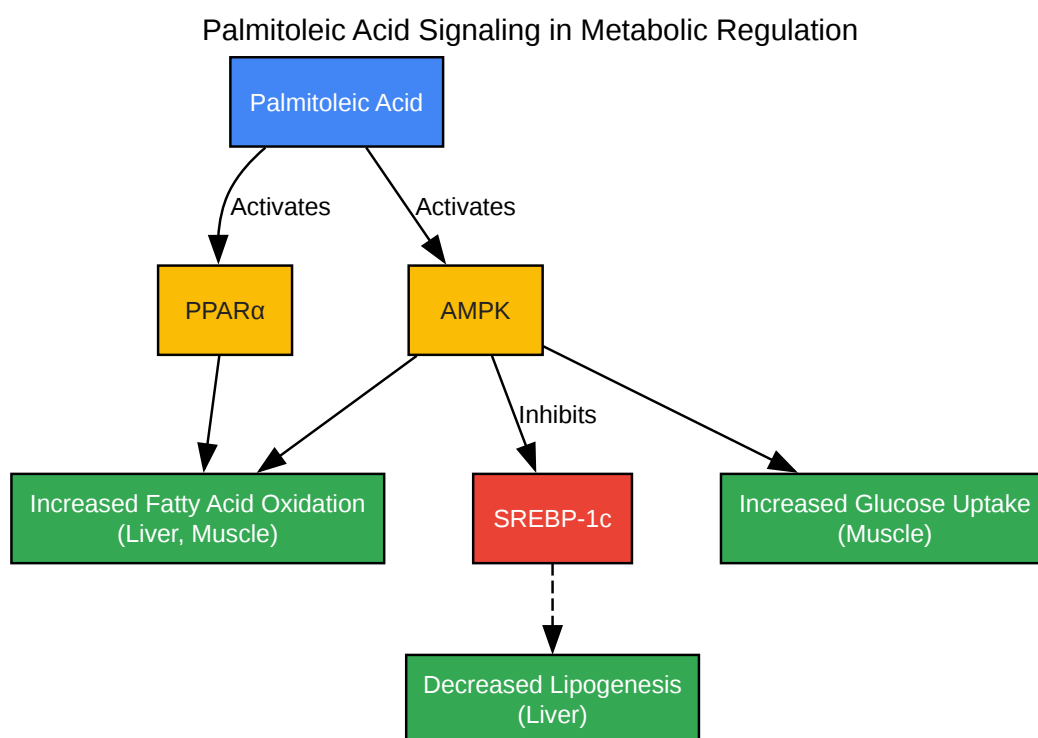 Palmitoleic Acid Signaling in Metabolic Regulation
Palmitoleic Acid
Activates
Activates
PPARα
AMPK
Inhibits
Increased Fatty Acid Oxidation
(Liver, Muscle)
SREBP-1c
Increased Glucose Uptake
(Muscle)
Decreased Lipogenesis
(Liver)